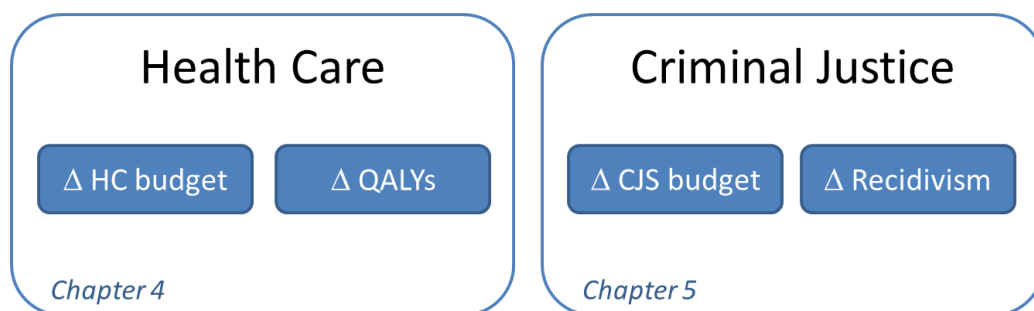 Health Care
Δ HC budget
Δ QALYs
Chapter 4
Criminal Justice
Δ CJS budget
Δ Recidivism
Chapter 5